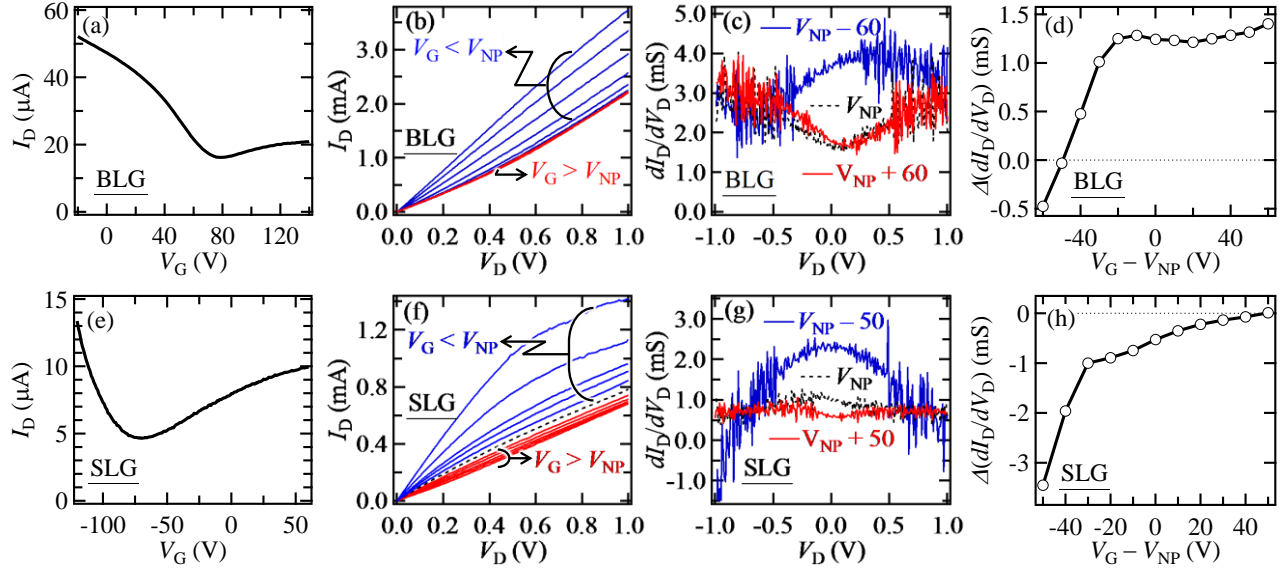 (a)
60
40
20
0
I_D (μA)
BLG
0
40
80
120
V_G (V)
(b)
V_G < V_NP
3.0
2.0
1.0
0.0
I_D (mA)
BLG
V_G > V_NP
0.0
0.2
0.4
0.6
0.8
1.0
V_D (V)
(c)
V_NP – 60
5.0
4.0
3.0
2.0
1.0
0.0
dI_D/dV_D (mS)
V_NP
BLG
V_NP + 60
-1.0
-0.5
0.0
0.5
1.0
V_D (V)
(d)
1.5
1.0
0.5
0.0
-0.5
Δ(dI_D/dV_D) (mS)
BLG
-40
0
40
V_G – V_NP (V)
(e)
15
10
5
0
I_D (μA)
SLG
-100
-50
0
50
V_G (V)
(f)
V_G < V_NP
1.2
0.8
0.4
0.0
I_D (mA)
SLG
V_G > V_NP
0.0
0.2
0.4
0.6
0.8
1.0
V_D (V)
(g)
V_NP – 50
3.0
2.0
1.0
0.0
-1.0
dI_D/dV_D (mS)
V_NP
V_NP + 50
SLG
-1.0
-0.5
0.0
0.5
1.0
V_D (V)
(h)
0
-1
-2
-3
Δ(dI_D/dV_D) (mS)
SLG
-40
-20
0
20
40
V_G – V_NP (V)